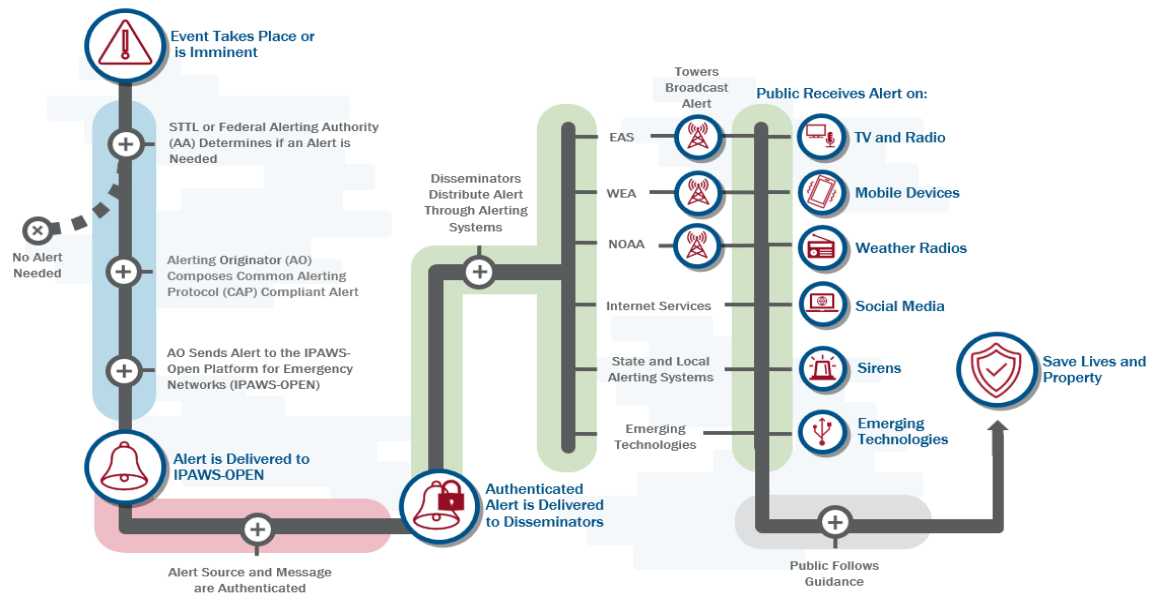 Event Takes Place or
is Imminent
STTL or Federal Alerting Authority
(AA) Determines if an Alert is
Needed
No Alert
Needed
Alerting Originator (AO)
Composes Common Alerting
Protocol (CAP) Compliant Alert
AO Sends Alert to the IPAWS-
Open Platform for Emergency
Networks (IPAWS-OPEN)
Alert is Delivered to
IPAWS-OPEN
Alert Source and Message
are Authenticated
Authenticated
Alert is Delivered
to Disseminators
Disseminators
Distribute Alert
Through Alerting
Systems
EAS
WEA
NOAA
Internet Services
State and Local
Alerting Systems
Emerging
Technologies
Towers
Broadcast
Alert
Public Receives Alert on:
TV and Radio
Mobile Devices
Weather Radios
Social Media
Sirens
Emerging
Technologies
Public Follows
Guidance
Save Lives and
Property